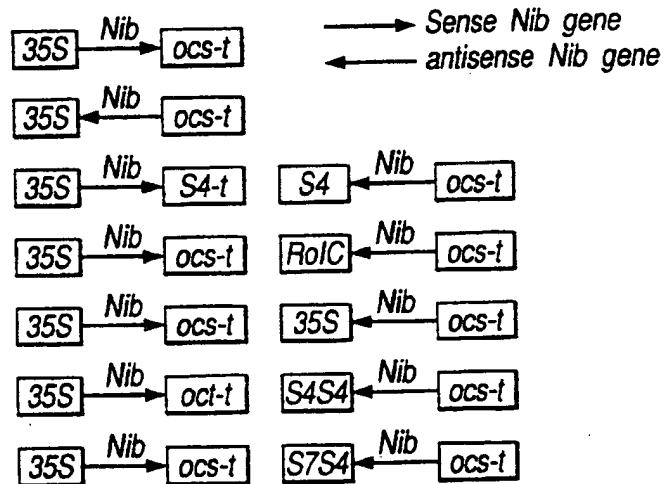 35S Nib ocs-t Sense Nib gene
antisense Nib gene
35S Nib ocs-t
35S Nib S4-t S4 Nib ocs-t
35S Nib ocs-t RolC Nib ocs-t
35S Nib ocs-t 35S Nib ocs-t
35S Nib oct-t S4S4 Nib ocs-t
35S Nib ocs-t S7S4 Nib ocs-t